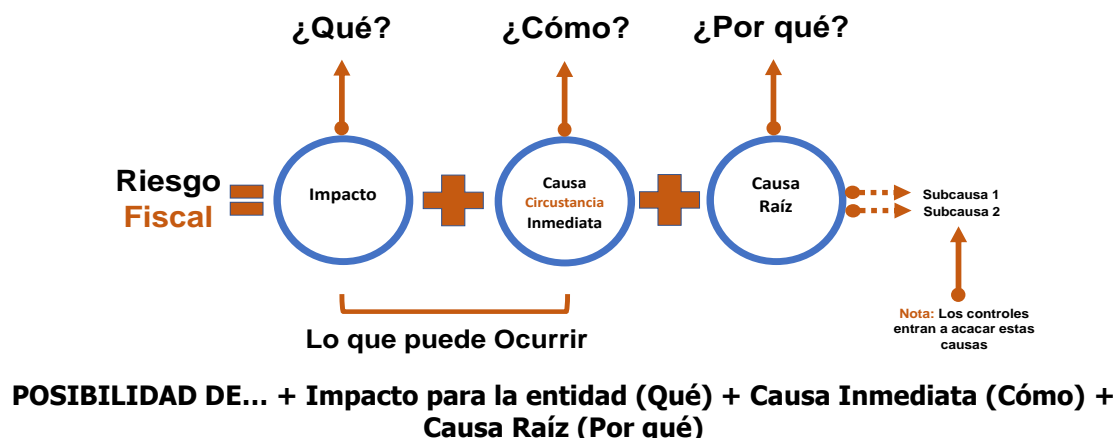 ¿Qué?
¿Cómo?
¿Por qué?
Riesgo
Fiscal
Impacto
Causa
Circustancia
Inmediata
Causa
Raíz
Subcausa 1
Subcausa 2
Lo que puede Ocurrir
Nota: Los controles
entran a acacar estas
causas
POSIBILIDAD DE... + Impacto para la entidad (Qué) + Causa Inmediata (Cómo) +
Causa Raíz (Por qué)